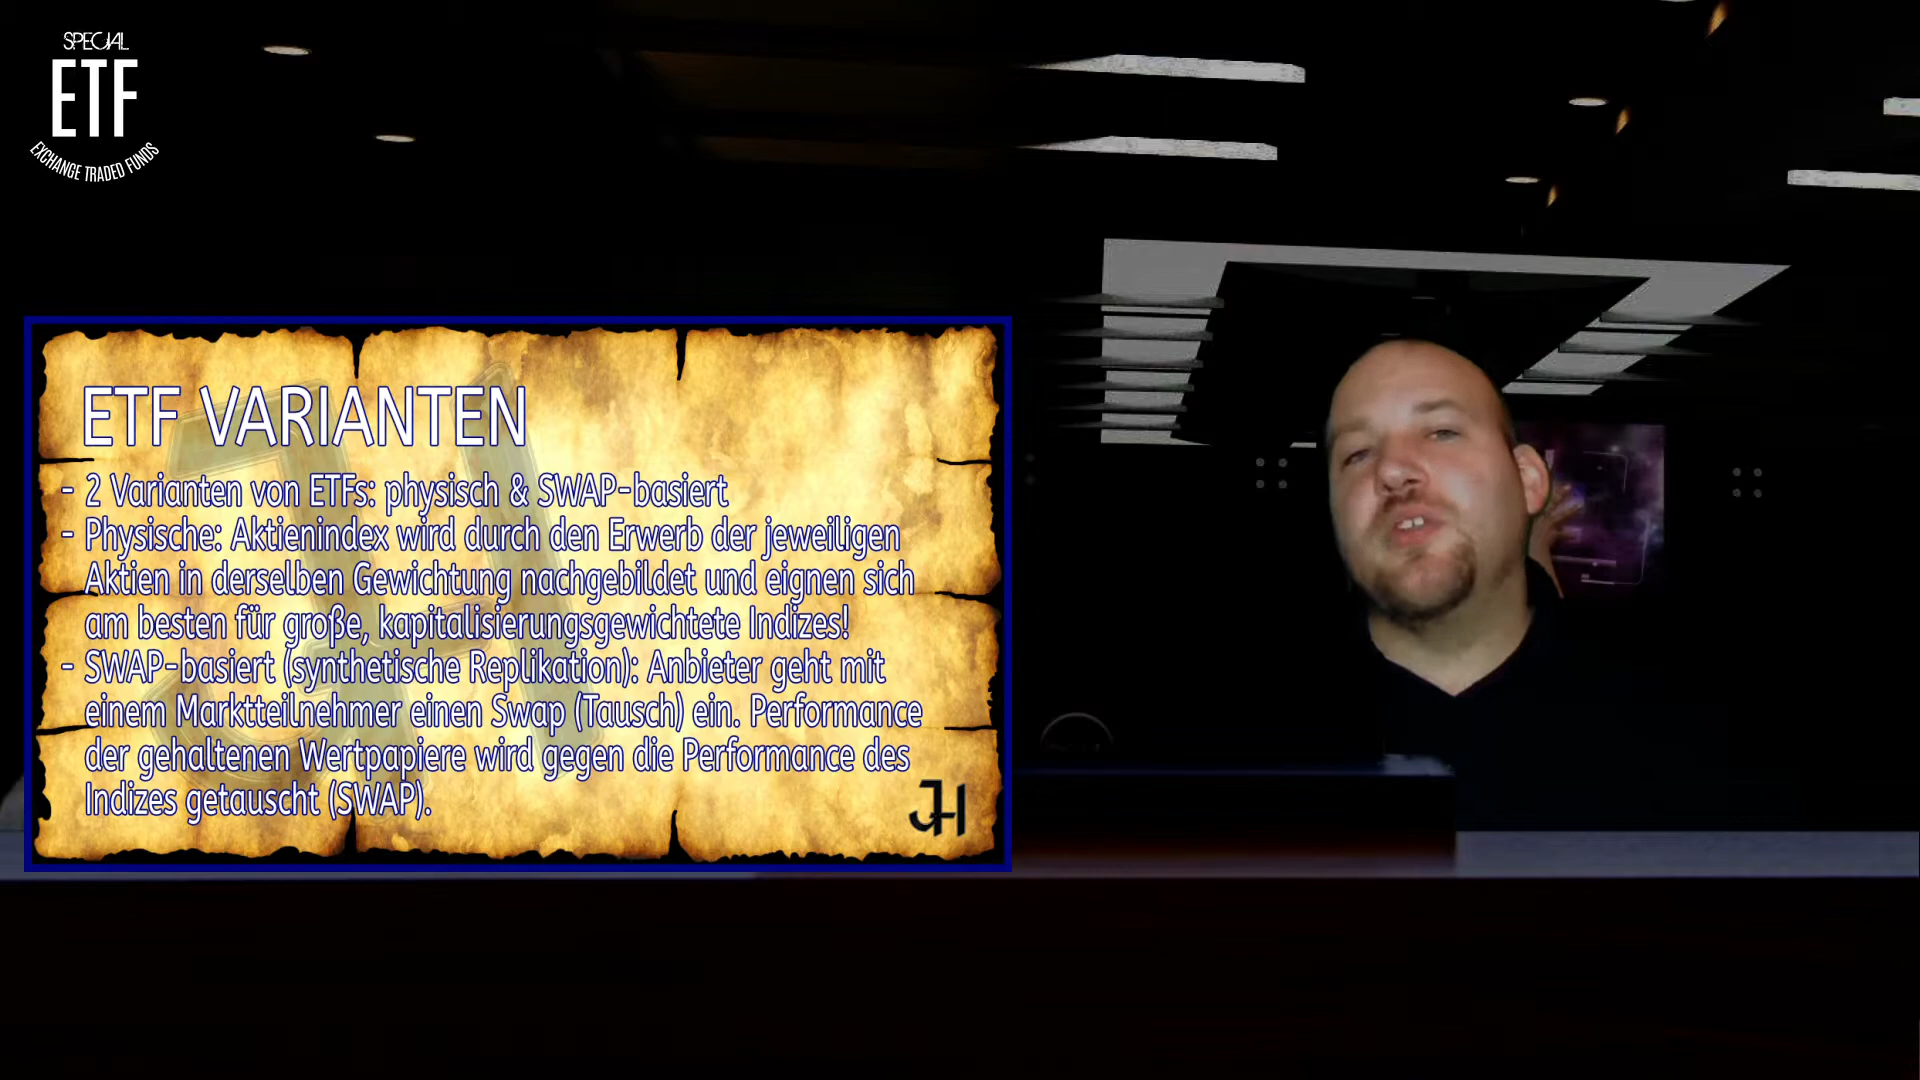 SPECIAL
ETF
EXCHANGE TRADED FUNDS
ETF VARIANTEN
- 2 Varianten von ETFs: physisch & SWAP-basiert
- Physische: Aktienindex wird durch den Erwerb der jeweiligen
Aktien in derselben Gewichtung nachgebildet und eignen sich
am besten für große, kapitalisierungsgewichtete Indizes!
- SWAP-basiert (synthetische Replikation): Anbieter geht mit
einem Marktteilnehmer einen Swap (Tausch) ein. Performance
der gehaltenen Wertpapiere wird gegen die Performance des
Indizes getauscht (SWAP).
JH